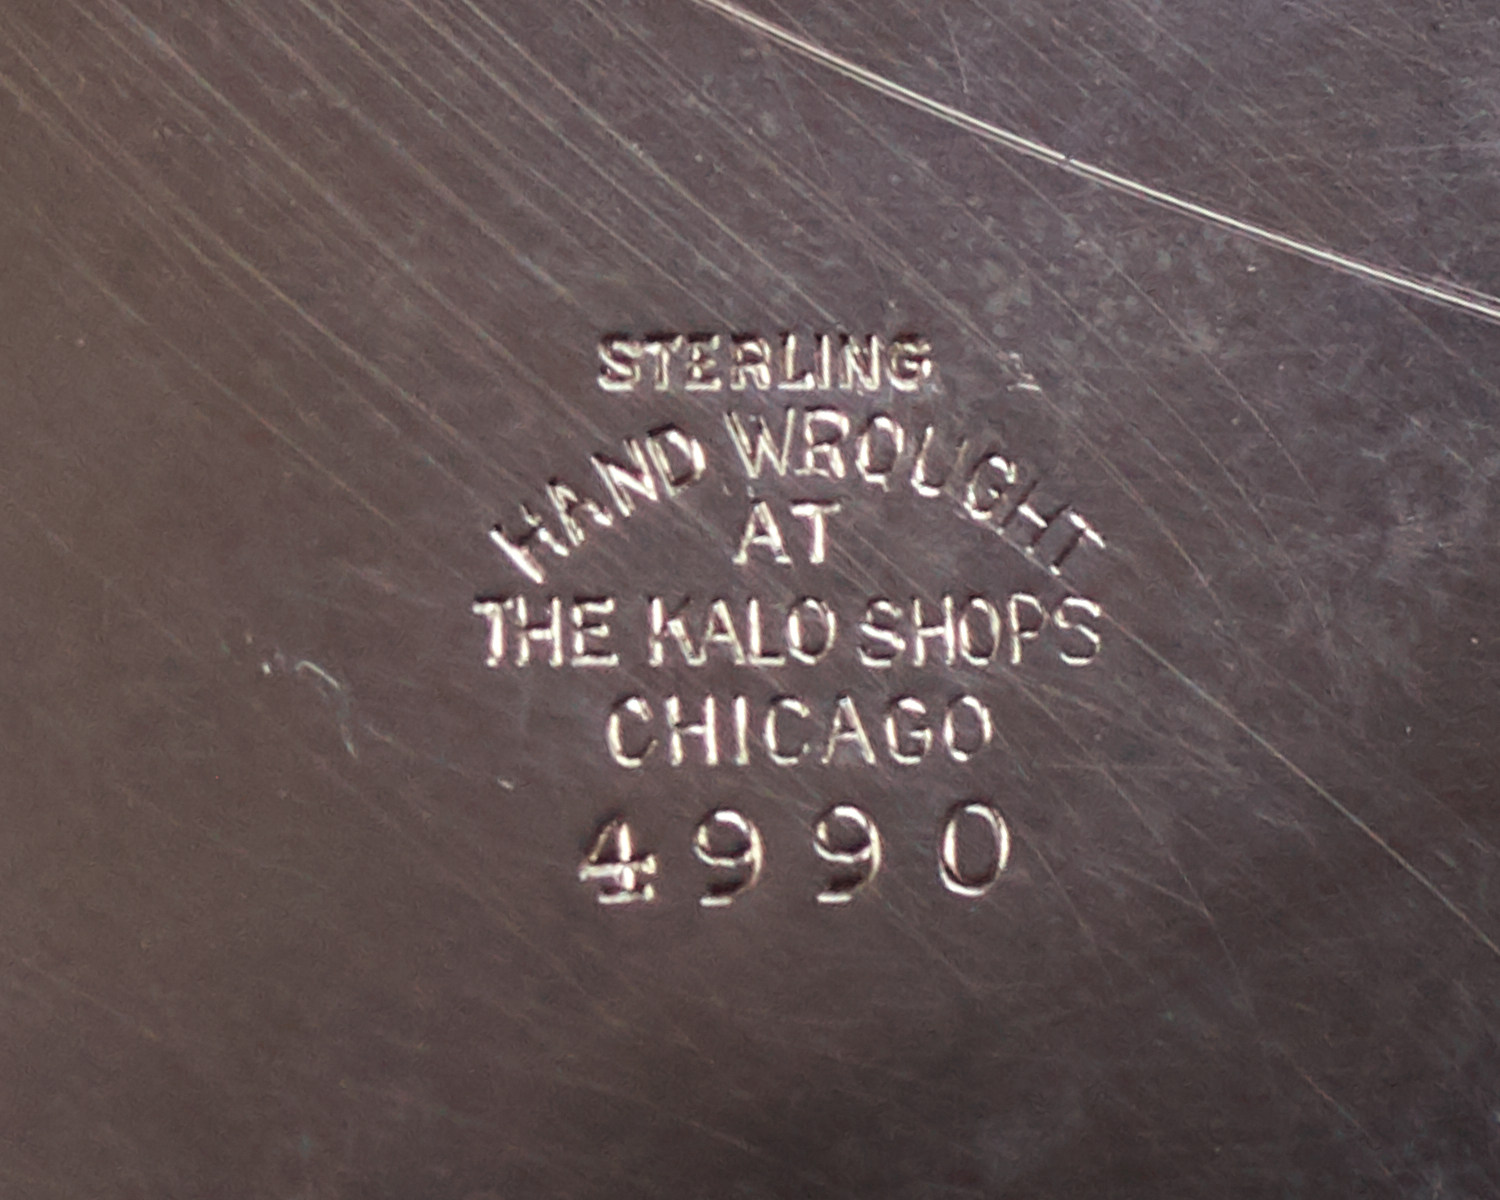 STERLING
HAND WROUGHT
AT
THE KALO SHOPS
CHICAGO
4990